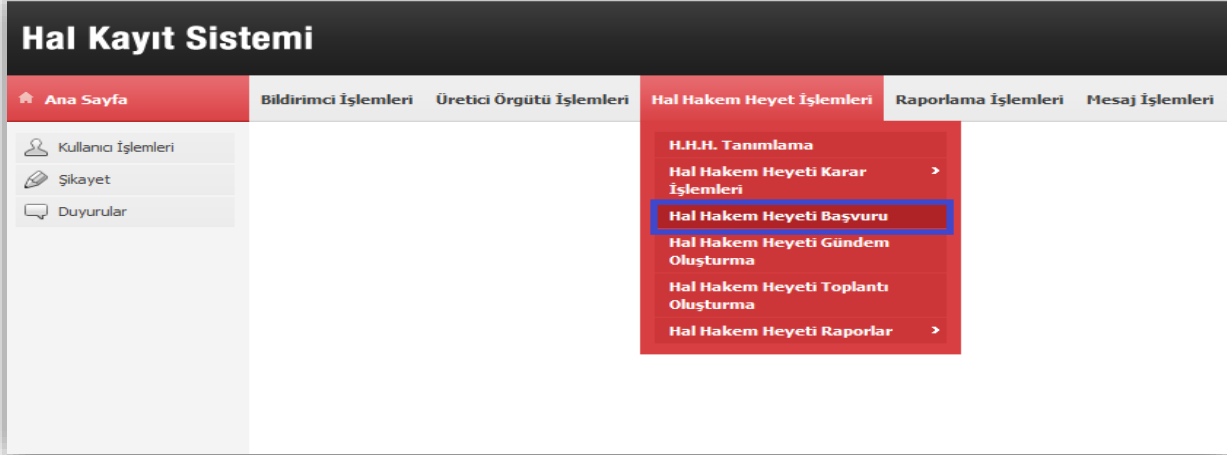 Hal Kayıt Sistemi
Ana Sayfa
Bildirimci İşlemleri
Üretici Örgütü İşlemleri
Hal Hakem Heyet İşlemleri
Raporlama İşlemleri
Mesaj İşlemleri
Kullanıcı İşlemleri
Şikayet
Duyurular
H.H.H. Tanımlama
Hal Hakem Heyeti Karar
İşlemleri
Hal Hakem Heyeti Başvuru
Hal Hakem Heyeti Gündem
Oluşturma
Hal Hakem Heyeti Toplantı
Oluşturma
Hal Hakem Heyeti Raporlar